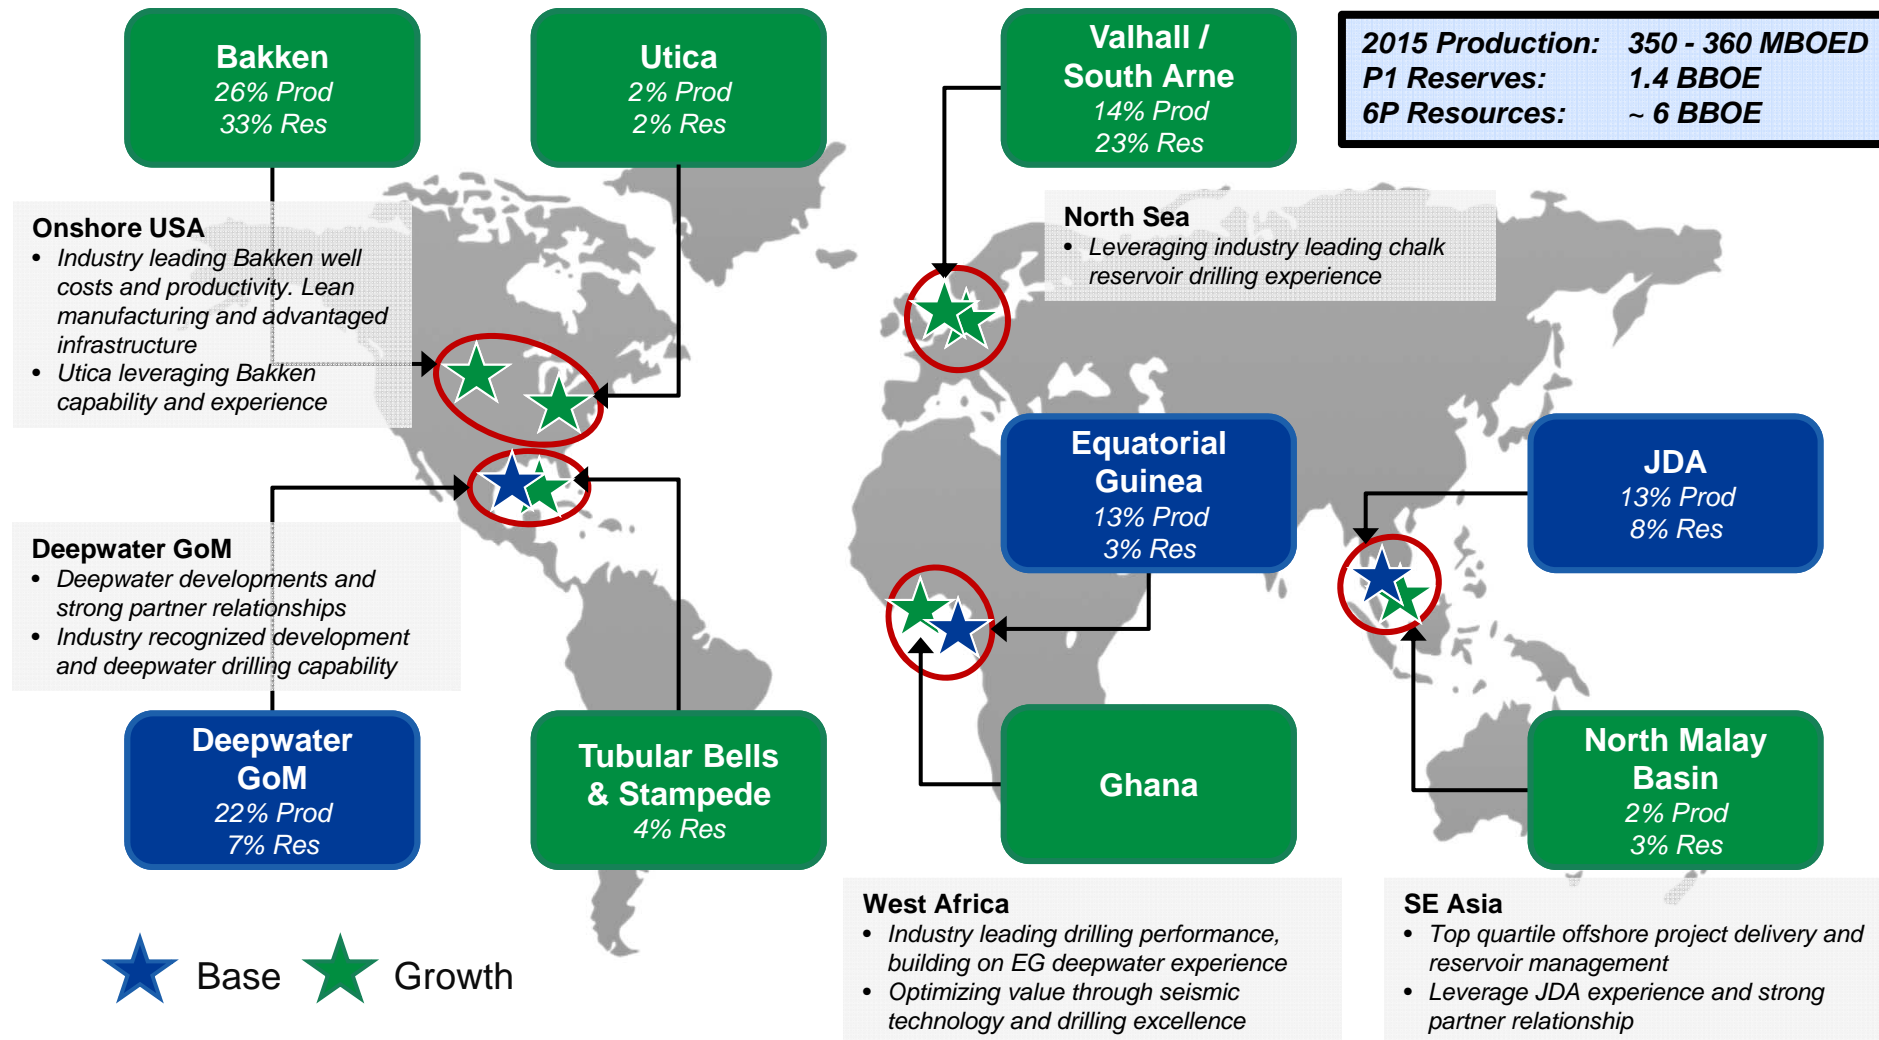 Bakken
26% Prod
33% Res
Utica
2% Prod
2% Res
Valhall /
South Arne
14% Prod
23% Res
2015 Production: 350 - 360 MBOED
P1 Reserves: 1.4 BBOE
6P Resources: ~ 6 BBOE
Onshore USA
• Industry leading Bakken well
costs and productivity. Lean
manufacturing and advantaged
infrastructure
• Utica leveraging Bakken
capability and experience
North Sea
• Leveraging industry leading chalk
reservoir drilling experience
Equatorial
Guinea
13% Prod
3% Res
JDA
13% Prod
8% Res
Deepwater GoM
• Deepwater developments and
strong partner relationships
• Industry recognized development
and deepwater drilling capability
Deepwater
GoM
22% Prod
7% Res
Tubular Bells
& Stampede
4% Res
Ghana
North Malay
Basin
2% Prod
3% Res
West Africa
• Industry leading drilling performance,
building on EG deepwater experience
• Optimizing value through seismic
technology and drilling excellence
SE Asia
• Top quartile offshore project delivery and
reservoir management
• Leverage JDA experience and strong
partner relationship
Base
Growth